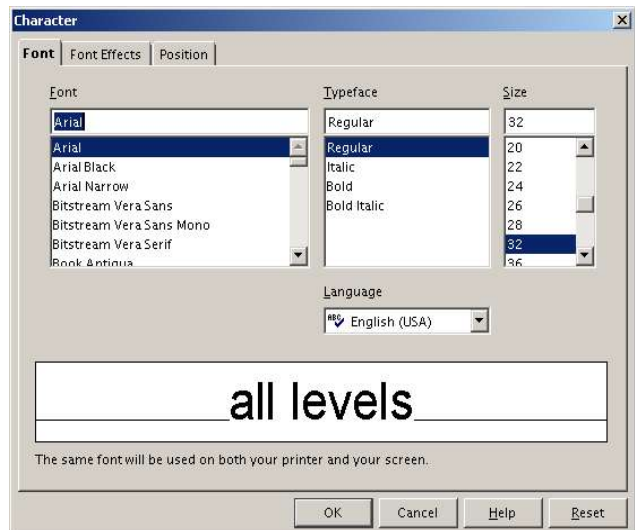 Character
Font Font Effects Position
Font Typeface Size
Arial Regular 32
Arial Regular 20
Arial Black Italic 22
Arial Narrow Bold 24
Bitstream Vera Sans Bold Italic 26
Bitstream Vera Sans Mono 28
Bitstream Vera Serif 32
Book Antiqua 36
Language
ABC English (USA)
all levels
The same font will be used on both your printer and your screen.
OK Cancel Help Reset